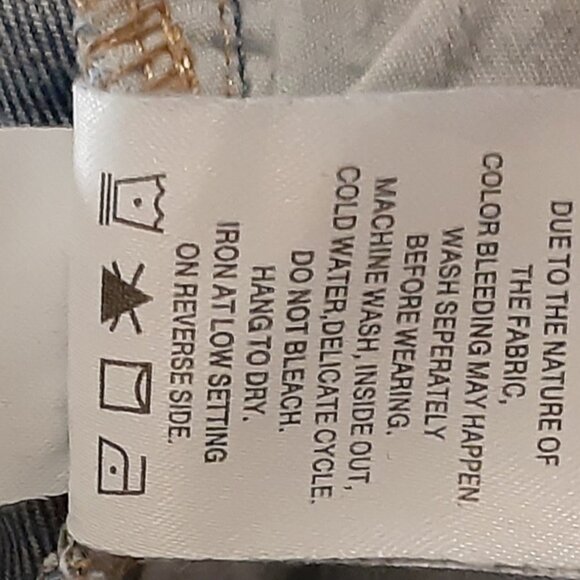 DUE TO THE NATURE OF
THE FABRIC,
COLOR BLEEDING MAY HAPPEN.
WASH SEPERATELY
BEFORE WEARING.
MACHINE WASH, INSIDE OUT,
COLD WATER,DELICATE CYCLE.
DO NOT BLEACH.
HANG TO DRY.
IRON AT LOW SETTING
ON REVERSE SIDE.